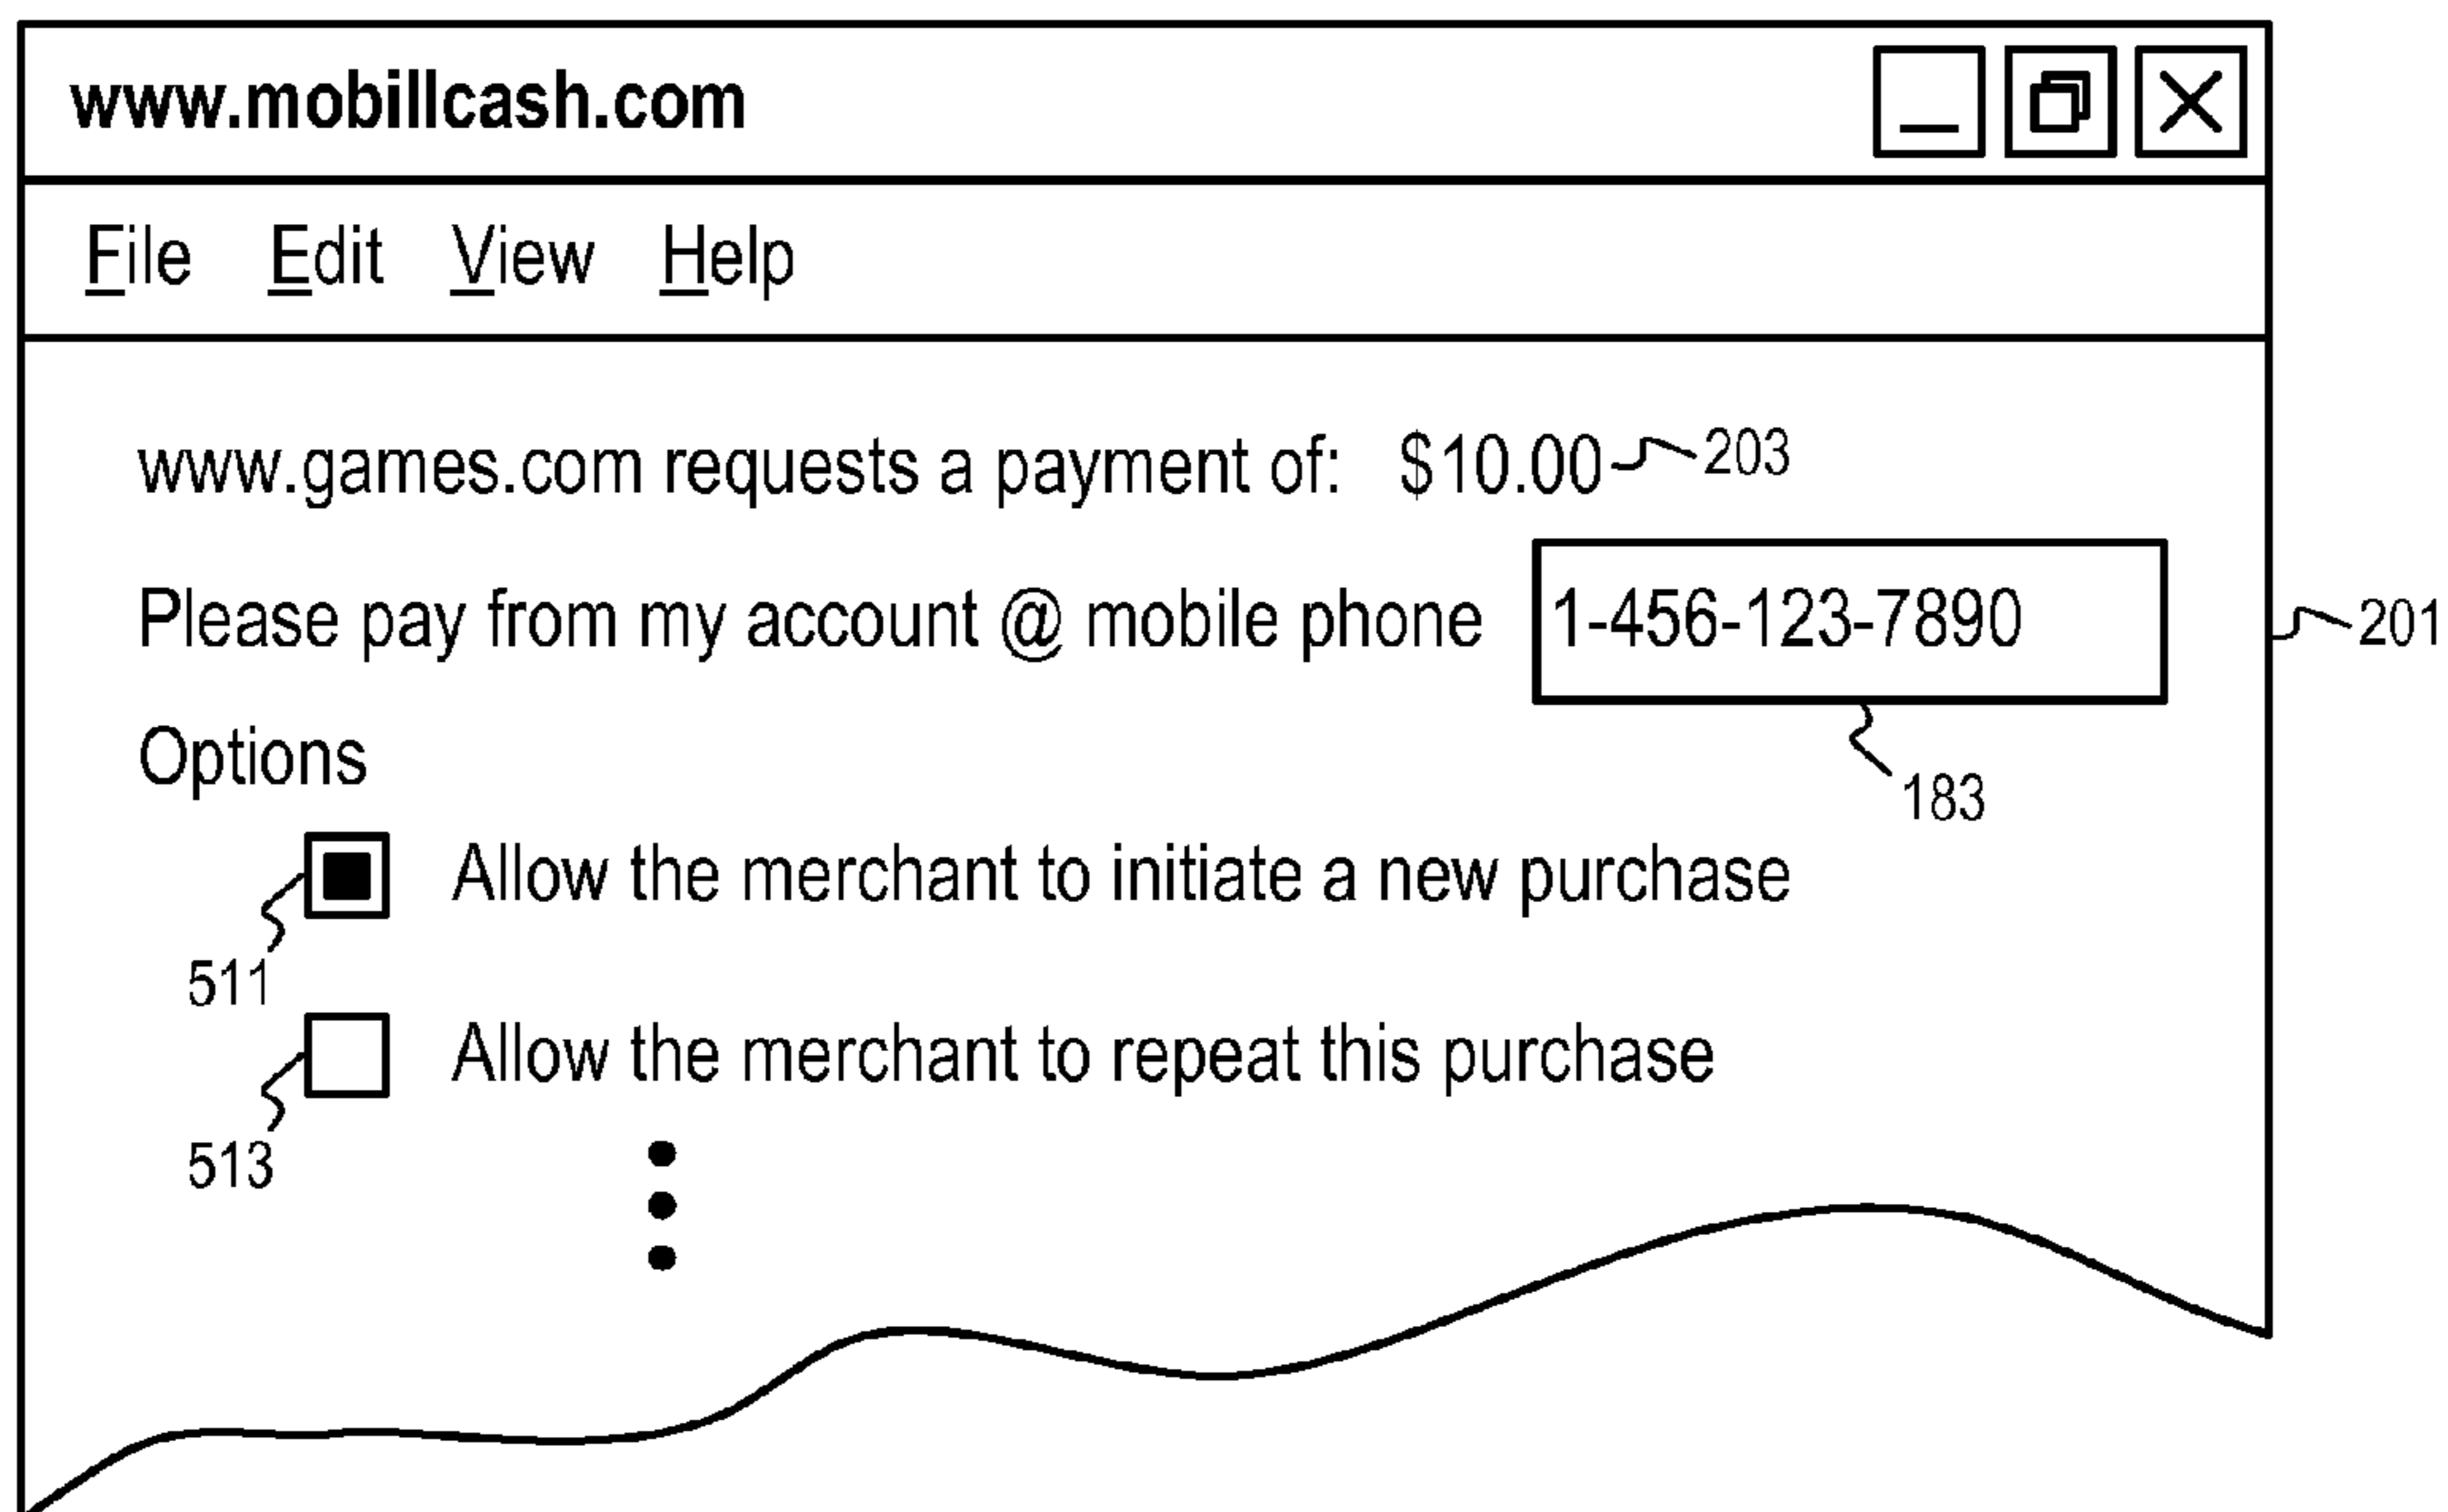 www.mobillcash.com
File Edit View Help
www.games.com requests a payment of: $10.00 203
Please pay from my account @ mobile phone 1-456-123-7890 201
Options
183
Allow the merchant to initiate a new purchase
511
Allow the merchant to repeat this purchase
513